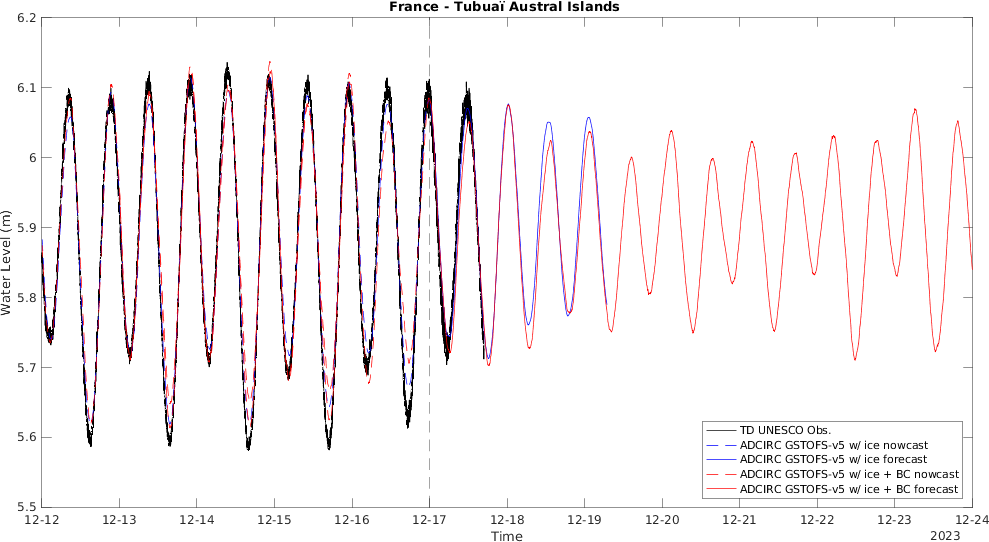 France - Tubuaï Austral Islands
6.2
6.1
6
5.9
5.8
5.7
5.6
5.5
Water Level (m)
TD UNESCO Obs.
ADCIRC GSTOFS-v5 w/ ice nowcast
ADCIRC GSTOFS-v5 w/ ice forecast
ADCIRC GSTOFS-v5 w/ ice + BC nowcast
ADCIRC GSTOFS-v5 w/ ice + BC forecast
12-12 12-13 12-14 12-15 12-16 12-17 12-18 12-19 12-20 12-21 12-22 12-23 12-24
Time
2023